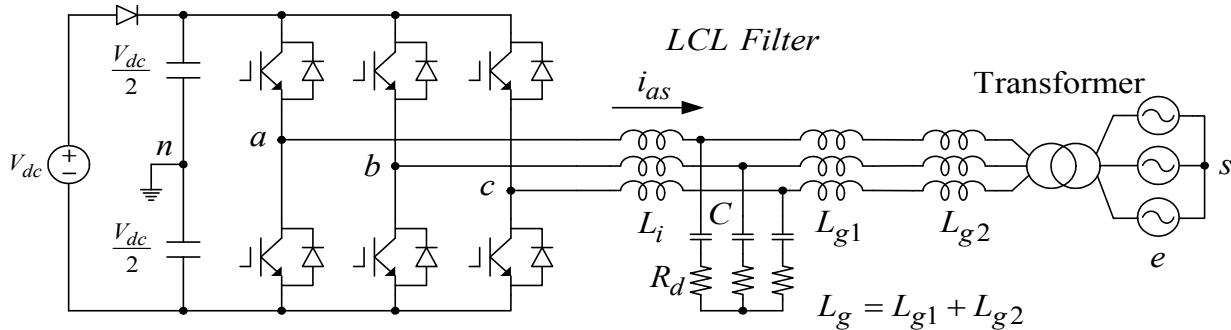 LCL Filter
V_dc/2
i_as
Transformer
a
n
V_dc
b
s
c
C
L_i
L_g1
L_g2
V_dc/2
R_d
e
L_g = L_g1 + L_g2